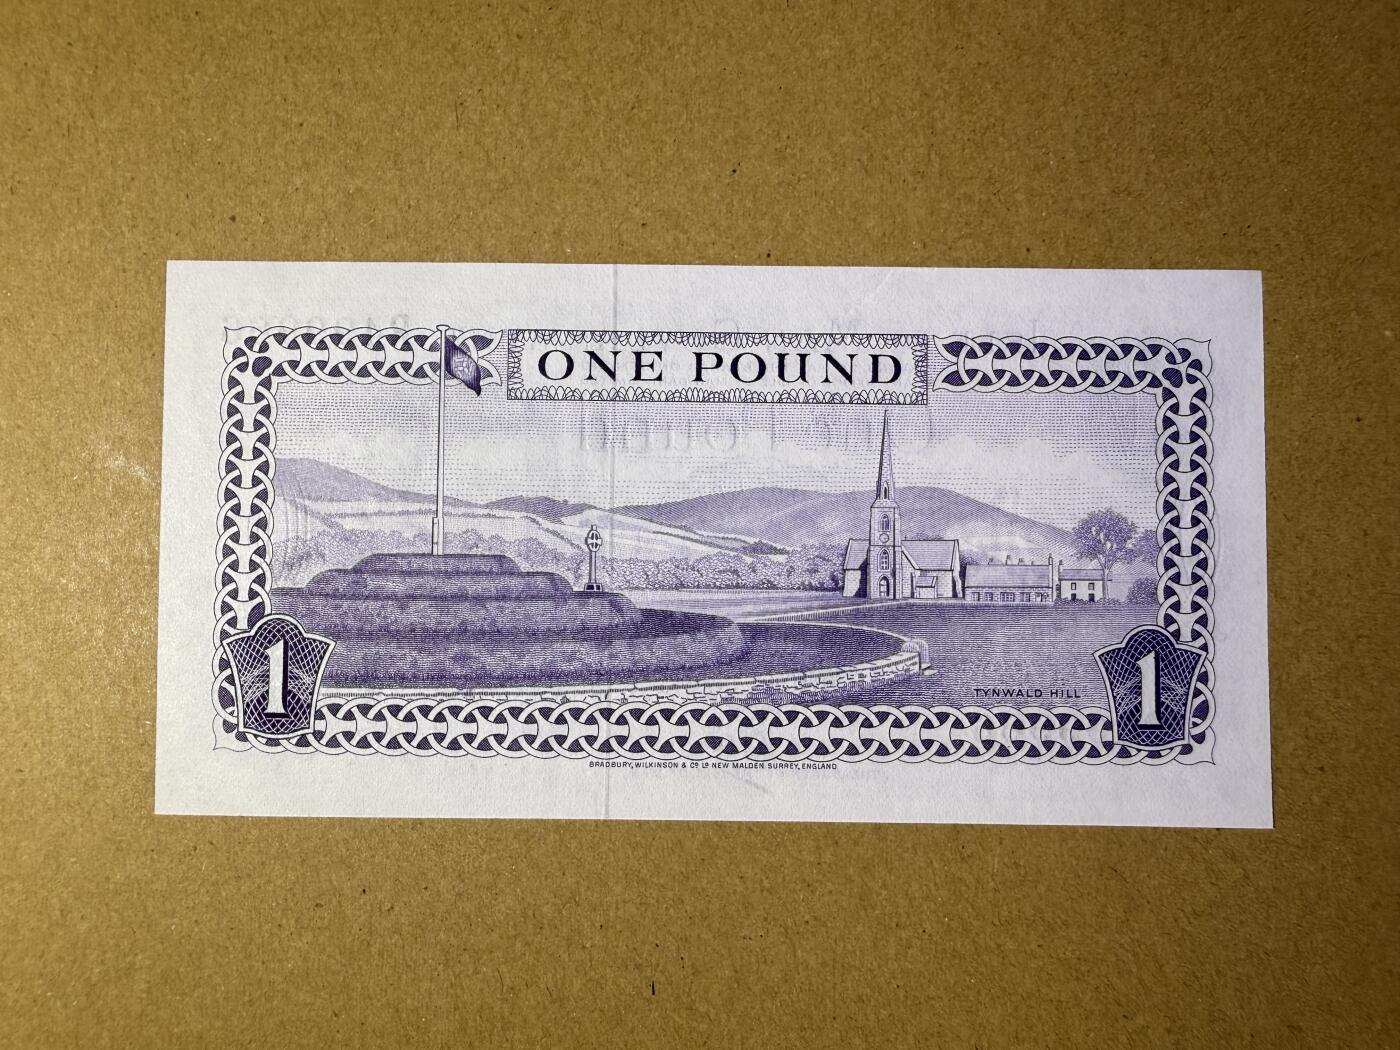 ONE POUND
1
1
TYNWALD HILL
BRADBURY, WILKINSON & Cº Lᴰ NEW MALDEN SURREY, ENGLAND